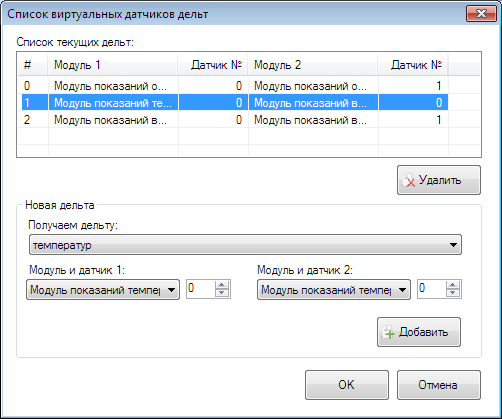 Список виртуальных датчиков дельт
Список текущих дельт:
# Модуль 1 Датчик № Модуль 2 Датчик №
0 Модуль показаний о... 0 Модуль показаний о... 1
1 Модуль показаний те... 0 Модуль показаний в... 0
2 Модуль показаний в... 0 Модуль показаний в... 1
Удалить
Новая дельта
Получаем дельту:
температур
Модуль и датчик 1: Модуль и датчик 2:
Модуль показаний темпер 0 Модуль показаний темпер 0
Добавить
OK Отмена